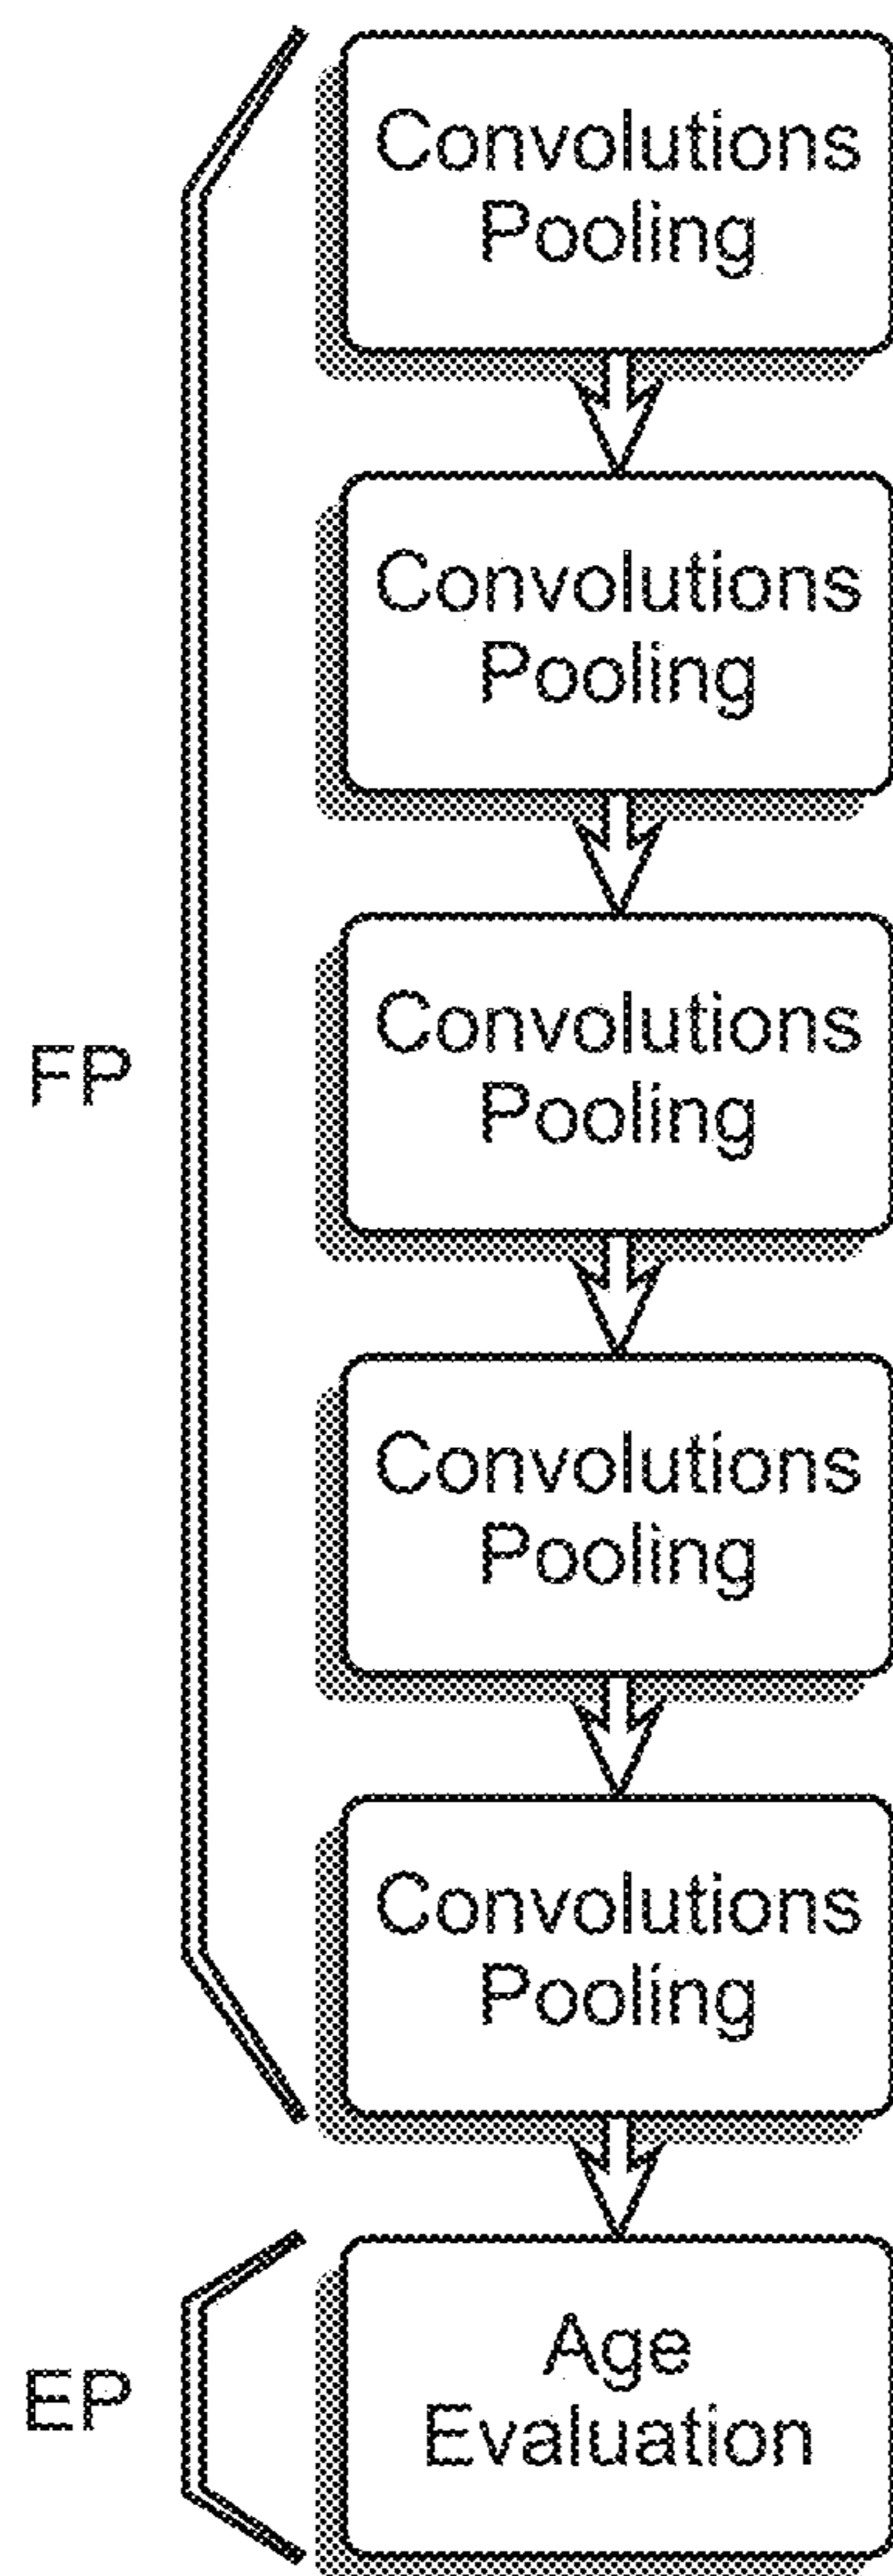 Convolutions
Pooling
Convolutions
Pooling
Convolutions
Pooling
FP
Convolutions
Pooling
Convolutions
Pooling
Age
Evaluation
EP